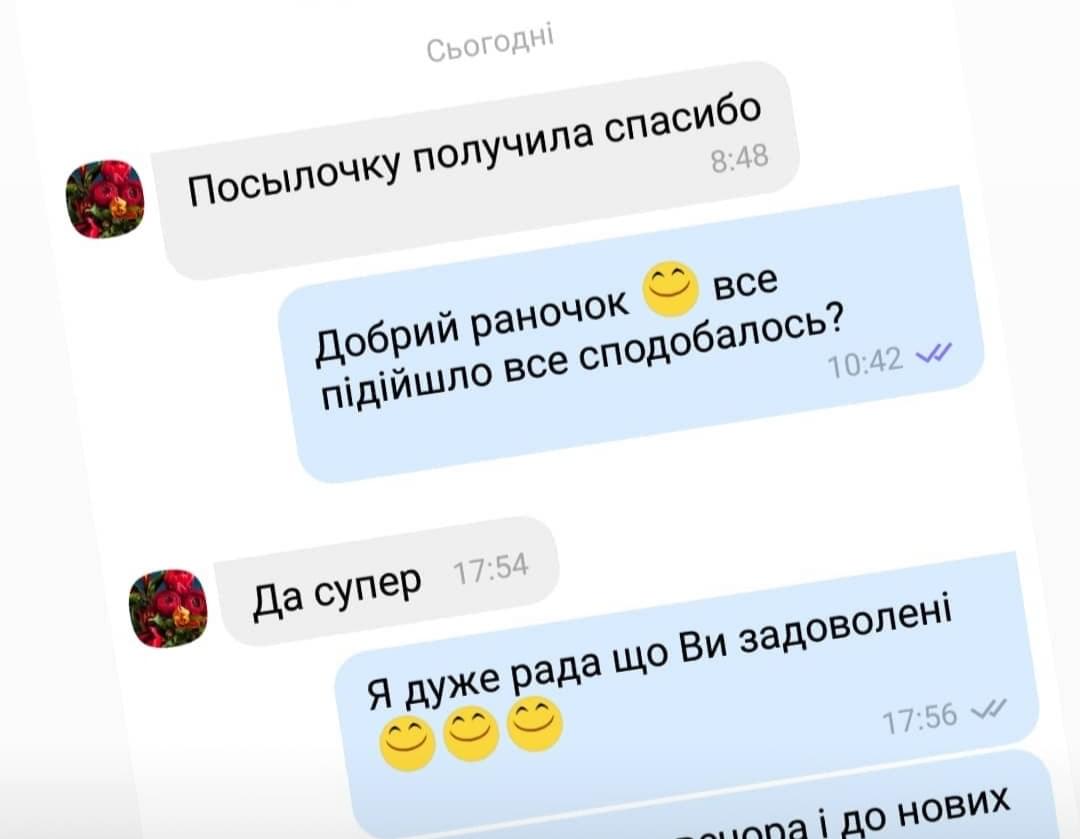 Сьогодні
Посылочку получила спасибо
8:48
Добрий раночок 😊 все
підійшло все сподобалось?
10:42
Да супер 17:54
Я дуже рада що Ви задоволені
😊😊😊
17:56
і до нових